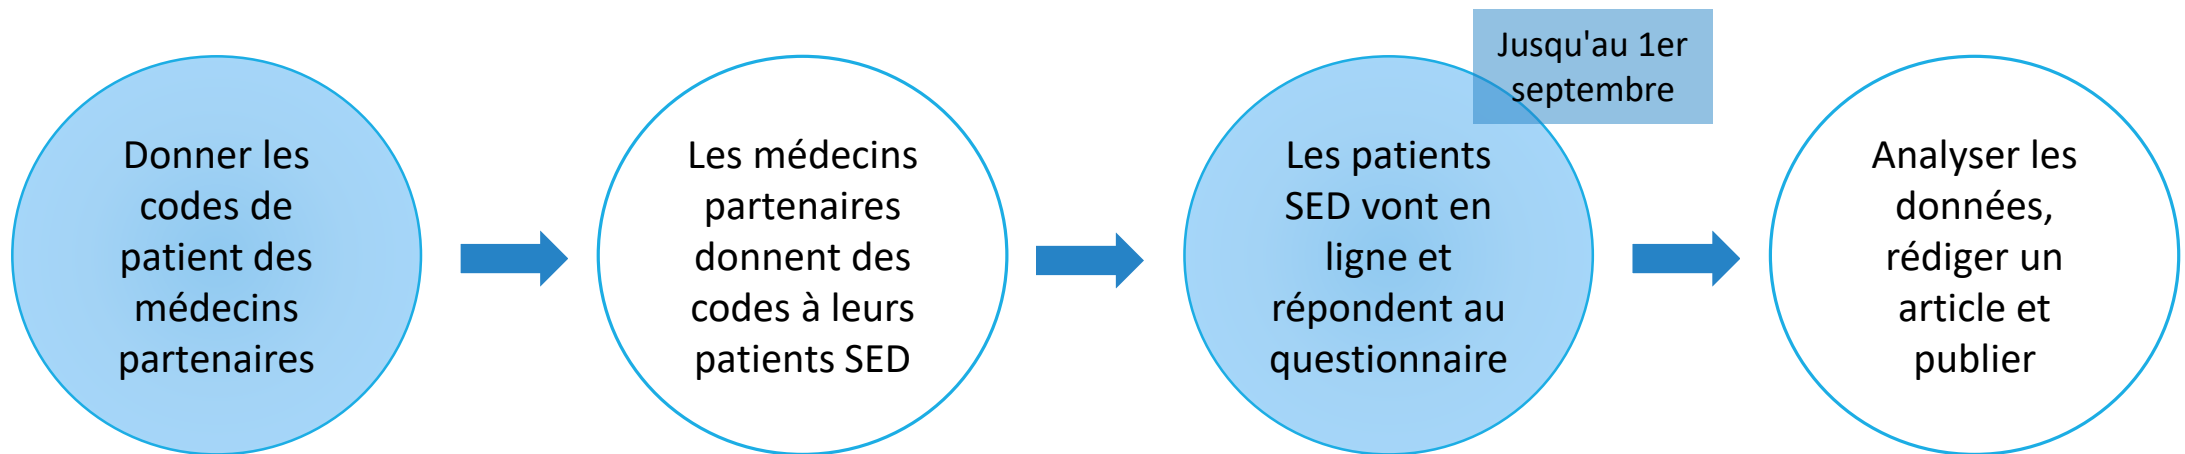 Donner les
codes de
patient des
médecins
partenaires
Les médecins
partenaires
donnent des
codes à leurs
patients SED
Jusqu'au 1er
septembre
Les patients
SED vont en
ligne et
répondent au
questionnaire
Analyser les
données,
rédiger un
article et
publier